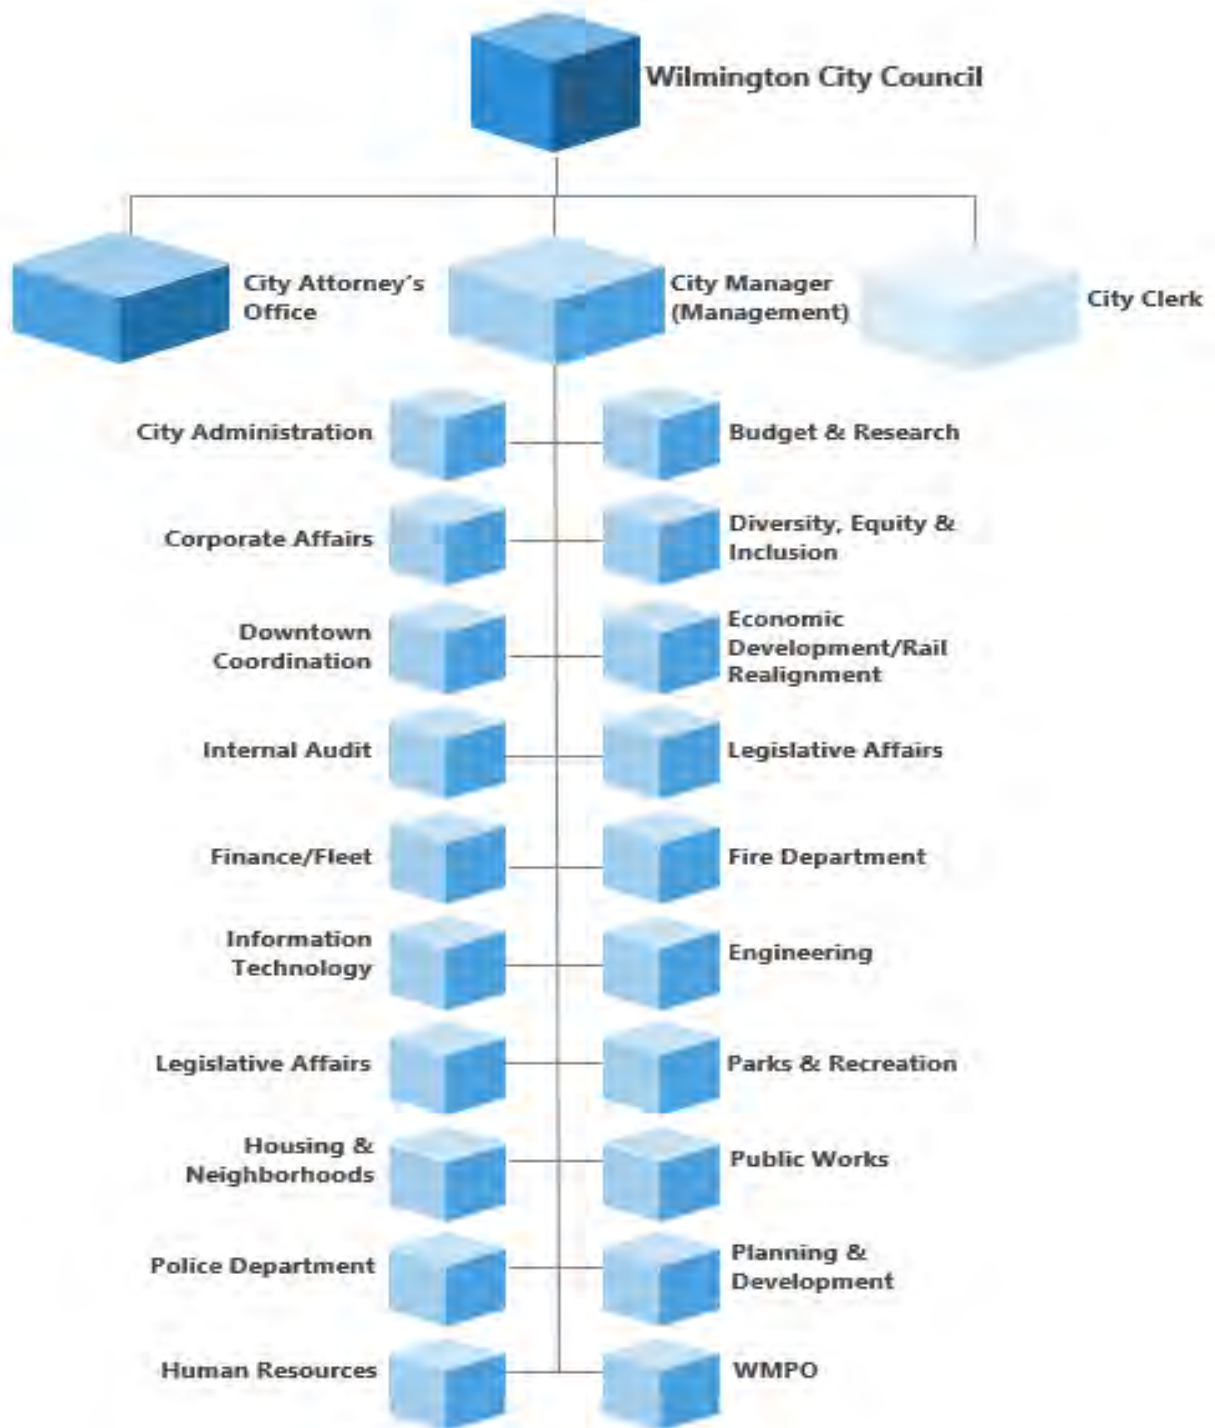 Wilmington City Council
City Attorney's
Office
City Manager
(Management)
City Clerk
City Administration
Budget & Research
Corporate Affairs
Diversity, Equity &
Inclusion
Downtown
Coordination
Economic
Development/Rail
Realignment
Internal Audit
Legislative Affairs
Finance/Fleet
Fire Department
Information
Technology
Engineering
Legislative Affairs
Parks & Recreation
Housing &
Neighborhoods
Public Works
Police Department
Planning &
Development
Human Resources
WMPO